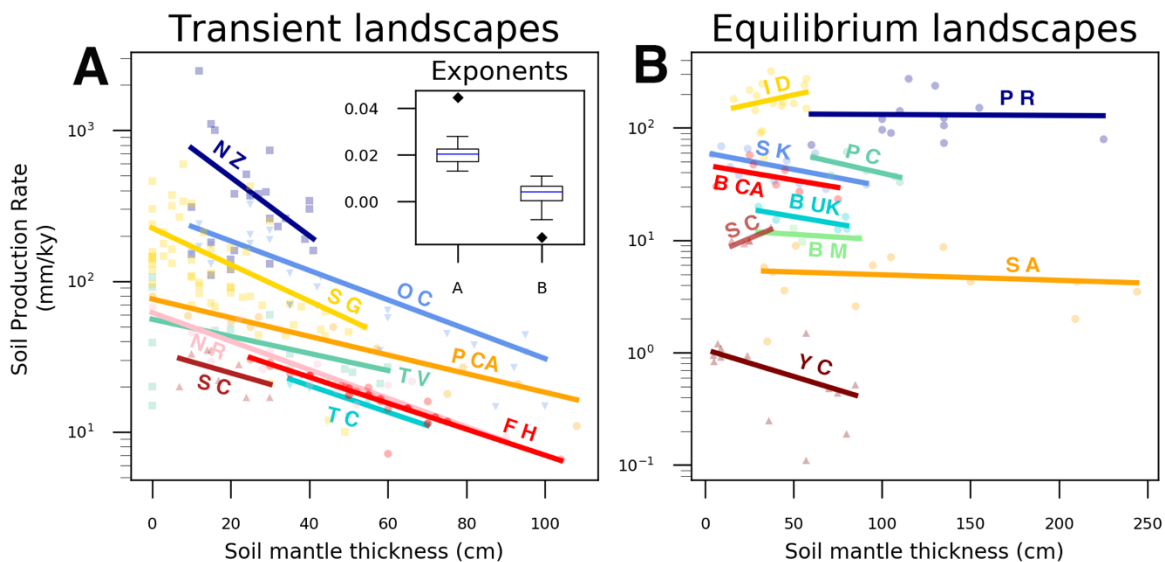 Transient landscapes
Equilibrium landscapes
A
B
Exponents
0.04
0.02
0.00
A
B
10³
10²
10¹
Soil Production Rate
(mm/ky)
N Z
O C
S G
P CA
N R
T V
S C
T C
F H
0 20 40 60 80 100
Soil mantle thickness (cm)
10²
10¹
10⁰
10⁻¹
I D
P R
S K
P C
B CA
B UK
S C
B M
S A
Y C
0 50 100 150 200 250
Soil mantle thickness (cm)